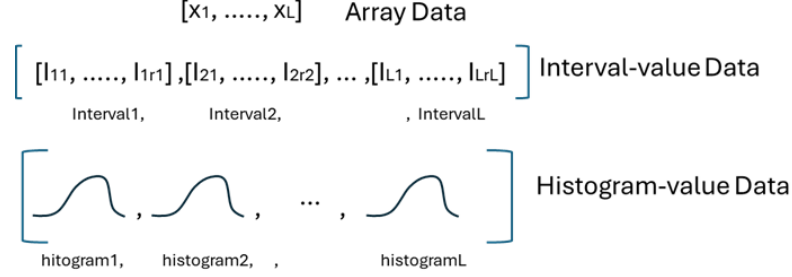 [x1, ....., xL] Array Data
[I11, ....., I1r1] ,[I21, ....., I2r2], ... ,[IL1, ....., ILrL] Interval-value Data
Interval1, Interval2, , IntervalL
, , ... , Histogram-value Data
hitogram1, histogram2, , histogramL